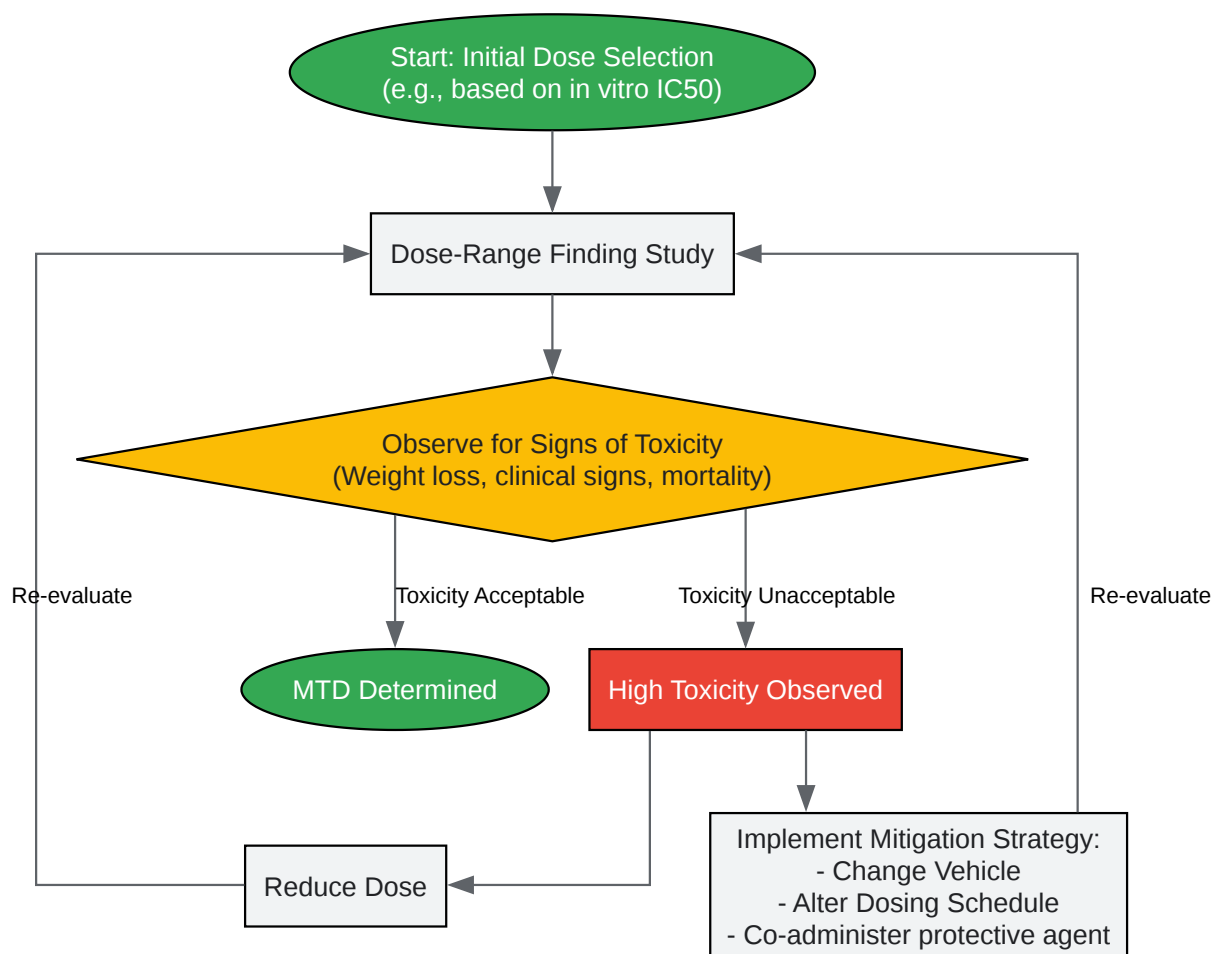 Start: Initial Dose Selection
(e.g., based on in vitro IC50)
Dose-Range Finding Study
Observe for Signs of Toxicity
(Weight loss, clinical signs, mortality)
Re-evaluate
Toxicity Acceptable
Toxicity Unacceptable
Re-evaluate
MTD Determined
High Toxicity Observed
Reduce Dose
Implement Mitigation Strategy:
- Change Vehicle
- Alter Dosing Schedule
- Co-administer protective agent